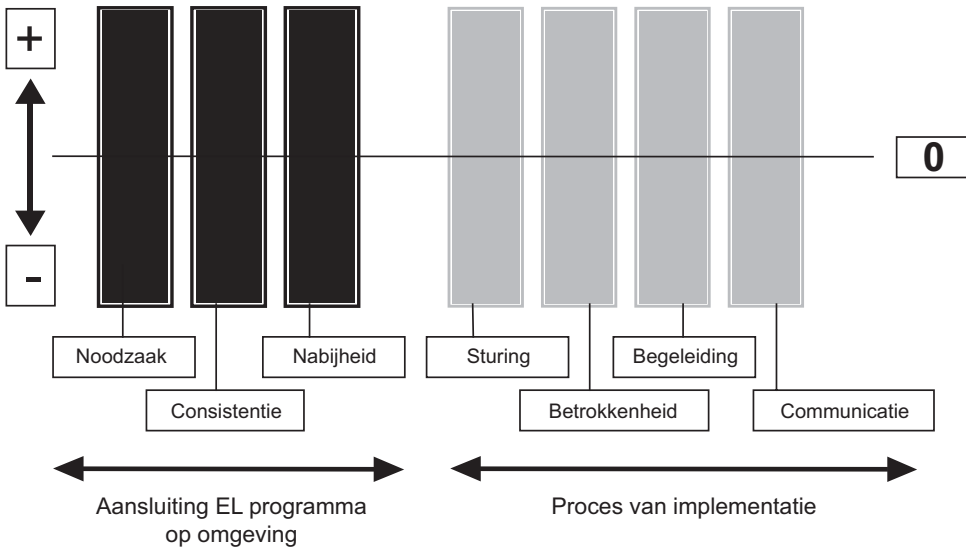 +
0
-
Noodzaak
Nabijheid
Sturing
Begeleiding
Consistentie
Betrokkenheid
Communicatie
Aansluiting EL programma
op omgeving
Proces van implementatie